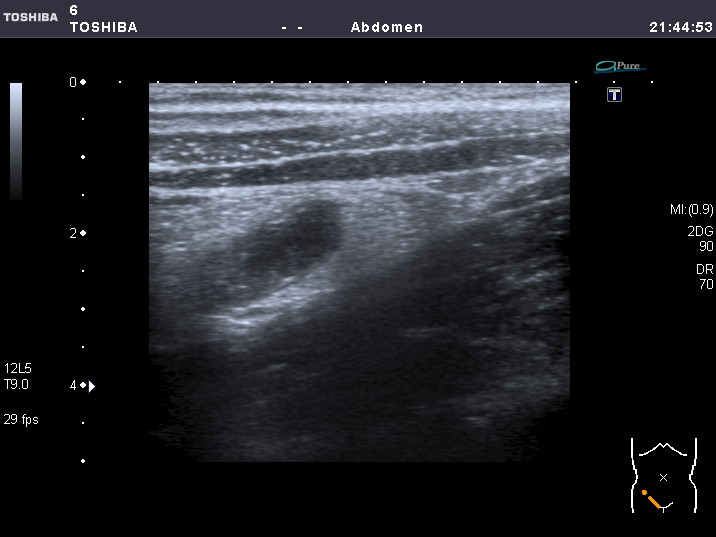 TOSHIBA
6
TOSHIBA - - Abdomen 21:44:53
Pure
T
0
2
4
MI:(0.9)
2DG
90
DR
70
12L5
T9.0
29 fps